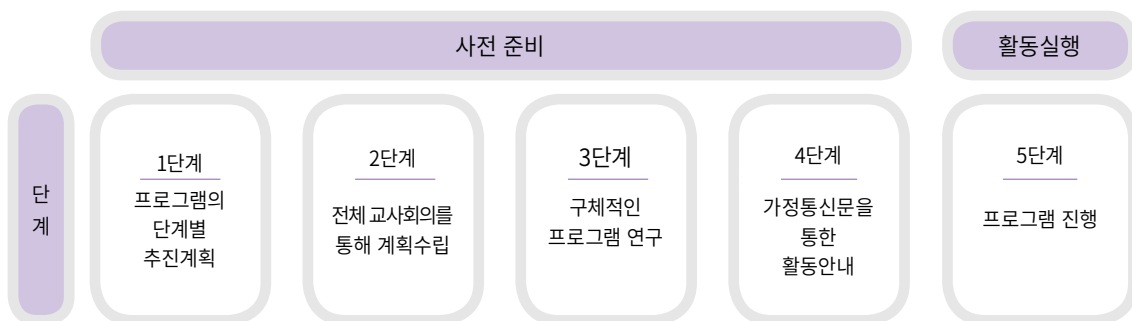 사전 준비
활동실행
단
계
1단계
프로그램의
단계별
추진계획
2단계
전체 교사회의를
통해 계획수립
3단계
구체적인
프로그램 연구
4단계
가정통신문을
통한
활동안내
5단계
프로그램 진행